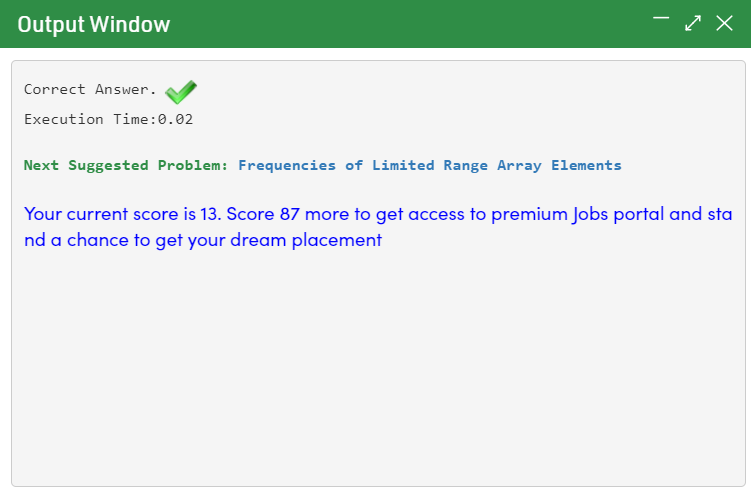 Output Window
Correct Answer.
Execution Time:0.02
Next Suggested Problem: Frequencies of Limited Range Array Elements
Your current score is 13. Score 87 more to get access to premium Jobs portal and sta
nd a chance to get your dream placement